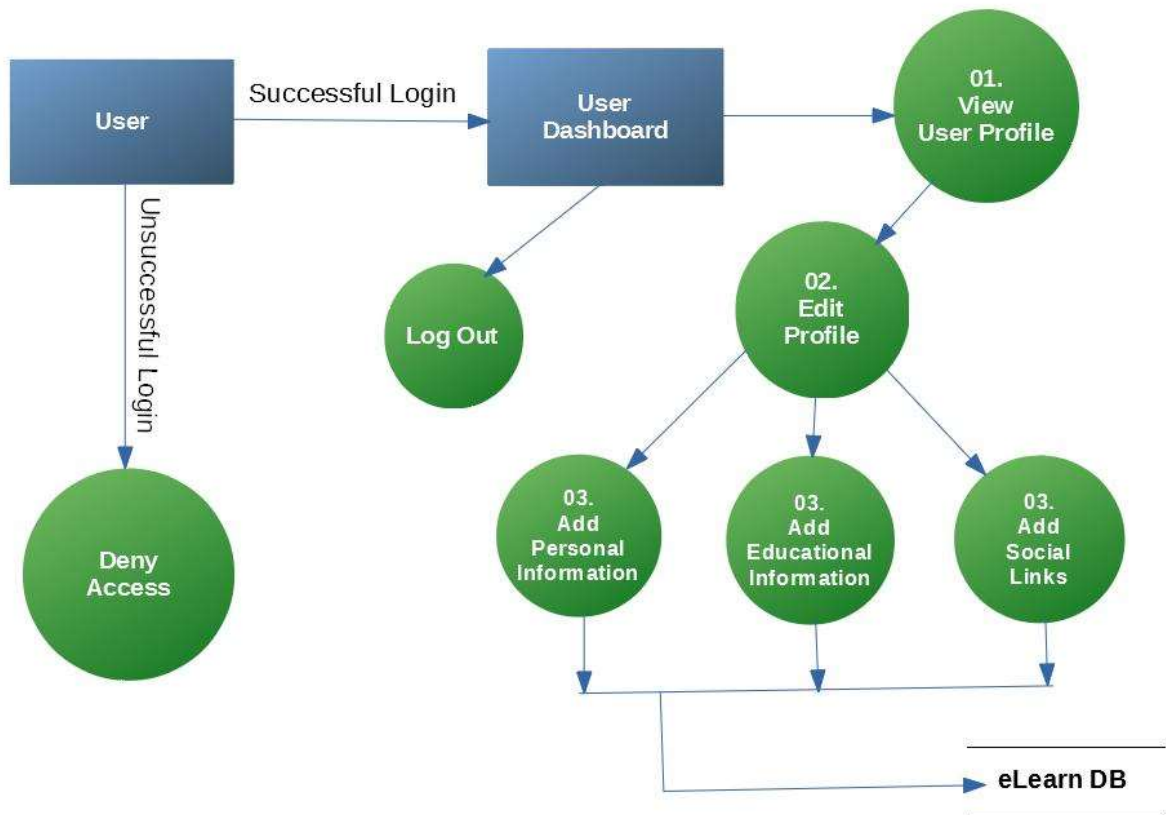 User
Successful Login
User
Dashboard
01.
View
User Profile
Unsuccessful Login
02.
Edit
Profile
Log Out
Deny
Access
03.
Add
Personal
Information
03.
Add
Educational
Information
03.
Add
Social
Links
eLearn DB